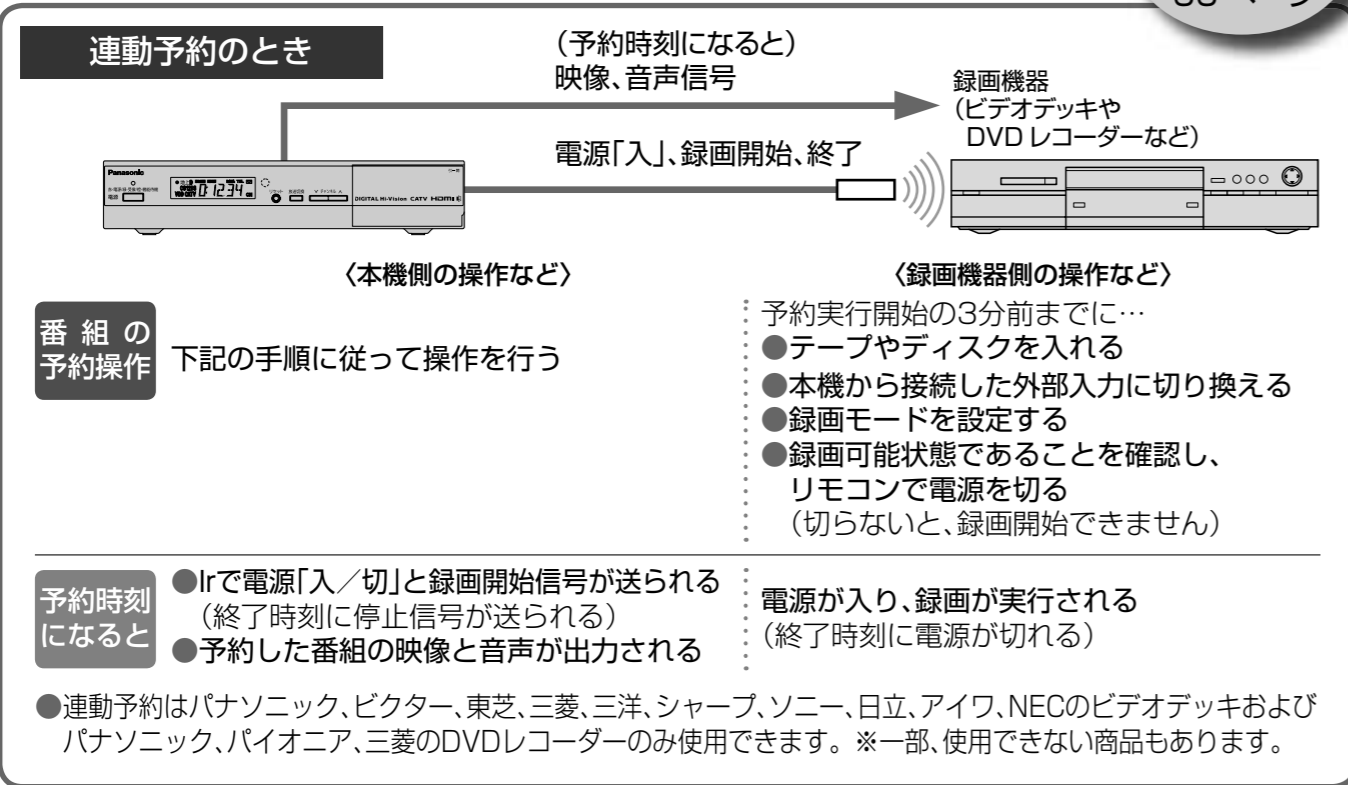 連動予約のとき
(予約時刻になると)
映像、音声信号
録画機器
(ビデオデッキや
DVD レコーダーなど)
電源「入」、録画開始、終了
Panasonic
電源
リセット
チャンネル
DIGITAL Hi-Vision CATV HDMI
〈本機側の操作など〉
〈録画機器側の操作など〉
番組の
予約操作
下記の手順に従って操作を行う
予約実行開始の3分前までに…
●テープやディスクを入れる
●本機から接続した外部入力に切り換える
●録画モードを設定する
●録画可能状態であることを確認し、
リモコンで電源を切る
(切らないと、録画開始できません)
予約時刻
になると
●Irで電源「入／切」と録画開始信号が送られる
(終了時刻に停止信号が送られる)
●予約した番組の映像と音声が出力される
電源が入り、録画が実行される
(終了時刻に電源が切れる)
●連動予約はパナソニック、ビクター、東芝、三菱、三洋、シャープ、ソニー、日立、アイワ、NECのビデオデッキおよび
パナソニック、パイオニア、三菱のDVDレコーダーのみ使用できます。※一部、使用できない商品もあります。